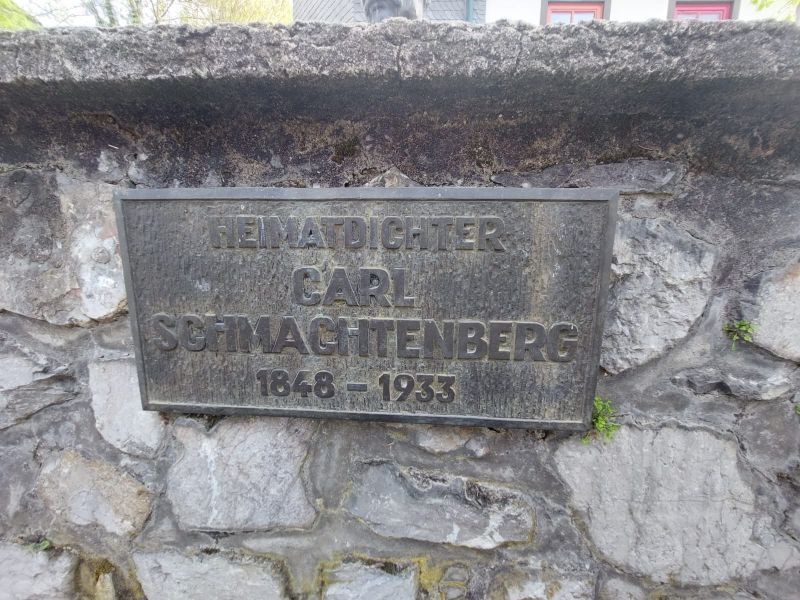 HEIMATDICHTER
CARL
SCHMACHTENBERG
1848 – 1933